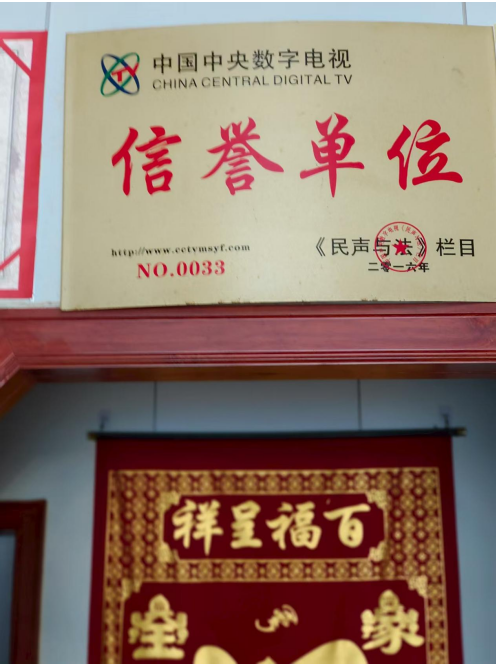 中国中央数字电视
CHINA CENTRAL DIGITAL TV
信誉单位
http://www.cctvmsyf.com
NO.0033
《民声与法》栏目
二零一六年
百福呈祥